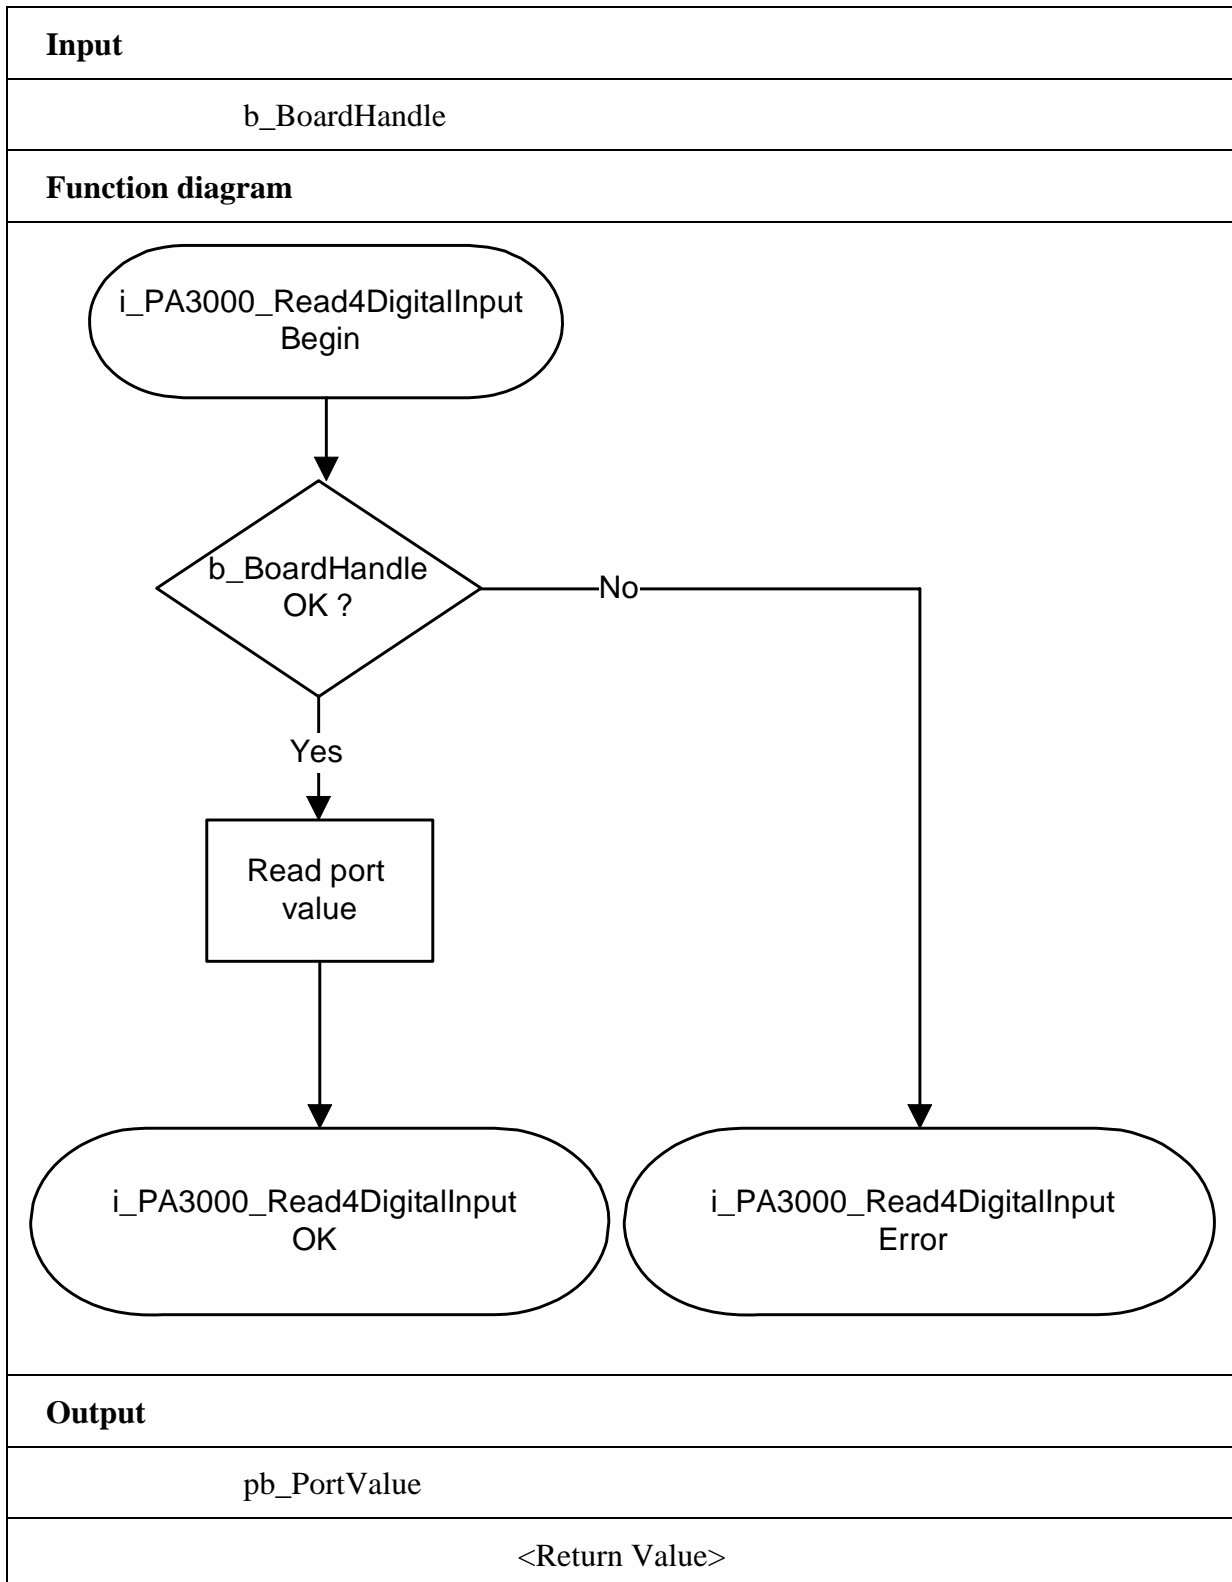 Input
b_BoardHandle
Function diagram
i_PA3000_Read4DigitalInput
Begin
b_BoardHandle
OK ?
No
Yes
Read port
value
i_PA3000_Read4DigitalInput
OK
i_PA3000_Read4DigitalInput
Error
Output
pb_PortValue
<Return Value>